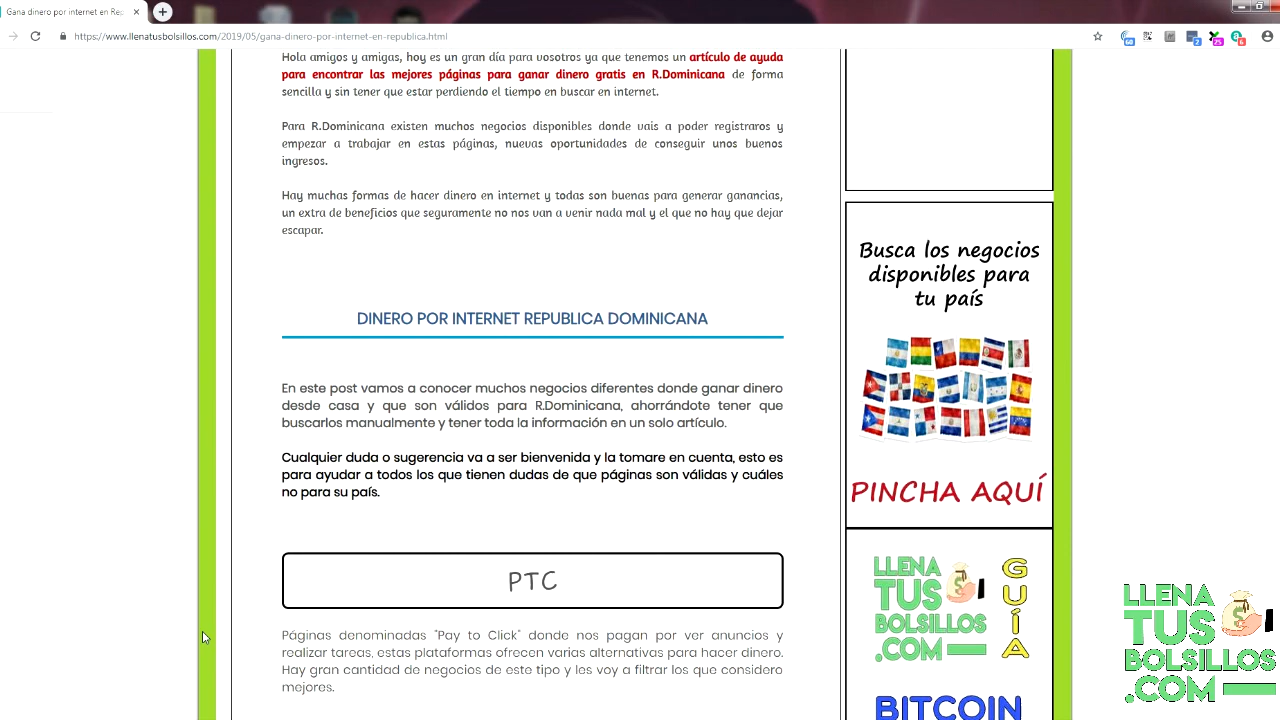 Gana dinero por internet en Rep
https://www.llenatusbolsillos.com/2019/05/gana-dinero-por-internet-en-republica.html
Hola amigos y amigas, hoy es un gran día para vosotros ya que tenemos un artículo de ayuda
para encontrar las mejores páginas para ganar dinero gratis en R.Dominicana de forma
sencilla y sin tener que estar perdiendo el tiempo en buscar en internet.
Para R.Dominicana existen muchos negocios disponibles donde vais a poder registraros y
empezar a trabajar en estas páginas, nuevas oportunidades de conseguir unos buenos
ingresos.
Hay muchas formas de hacer dinero en internet y todas son buenas para generar ganancias,
un extra de beneficios que seguramente no nos van a venir nada mal y el que no hay que dejar
escapar.
DINERO POR INTERNET REPUBLICA DOMINICANA
En este post vamos a conocer muchos negocios diferentes donde ganar dinero
desde casa y que son válidos para R.Dominicana, ahorrándote tener que
buscarlos manualmente y tener toda la información en un solo artículo.
Cualquier duda o sugerencia va a ser bienvenida y la tomare en cuenta, esto es
para ayudar a todos los que tienen dudas de que páginas son válidas y cuáles
no para su país.
PTC
Páginas denominadas "Pay to Click" donde nos pagan por ver anuncios y
realizar tareas, estas plataformas ofrecen varias alternativas para hacer dinero.
Hay gran cantidad de negocios de este tipo y les voy a filtrar los que considero
mejores.
Busca los negocios
disponibles para
tu país
PINCHA AQUÍ
LLENA
TUS
BOLSILLOS
.COM
GUÍA
BITCOIN
LLENA
TUS
BOLSILLOS
.COM